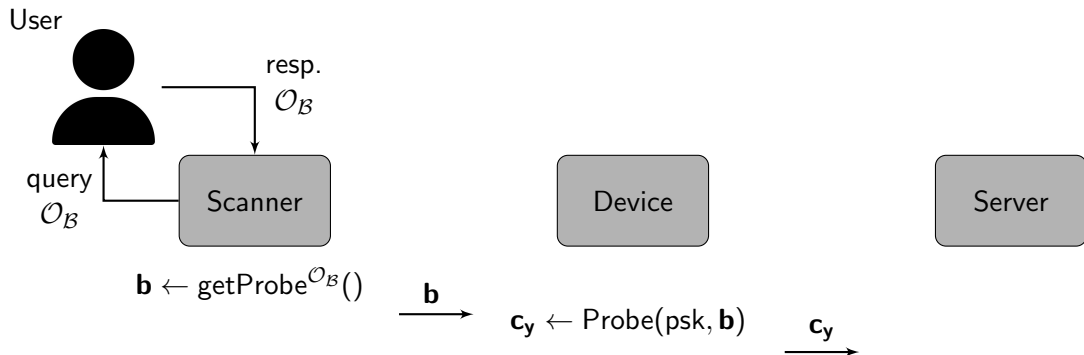 User
resp.
𝒪_ℬ
query
𝒪_ℬ
Scanner
Device
Server
𝐛 ← getProbe^{𝒪_ℬ}()
𝐛
𝐜_𝐲 ← Probe(psk, 𝐛)
𝐜_𝐲